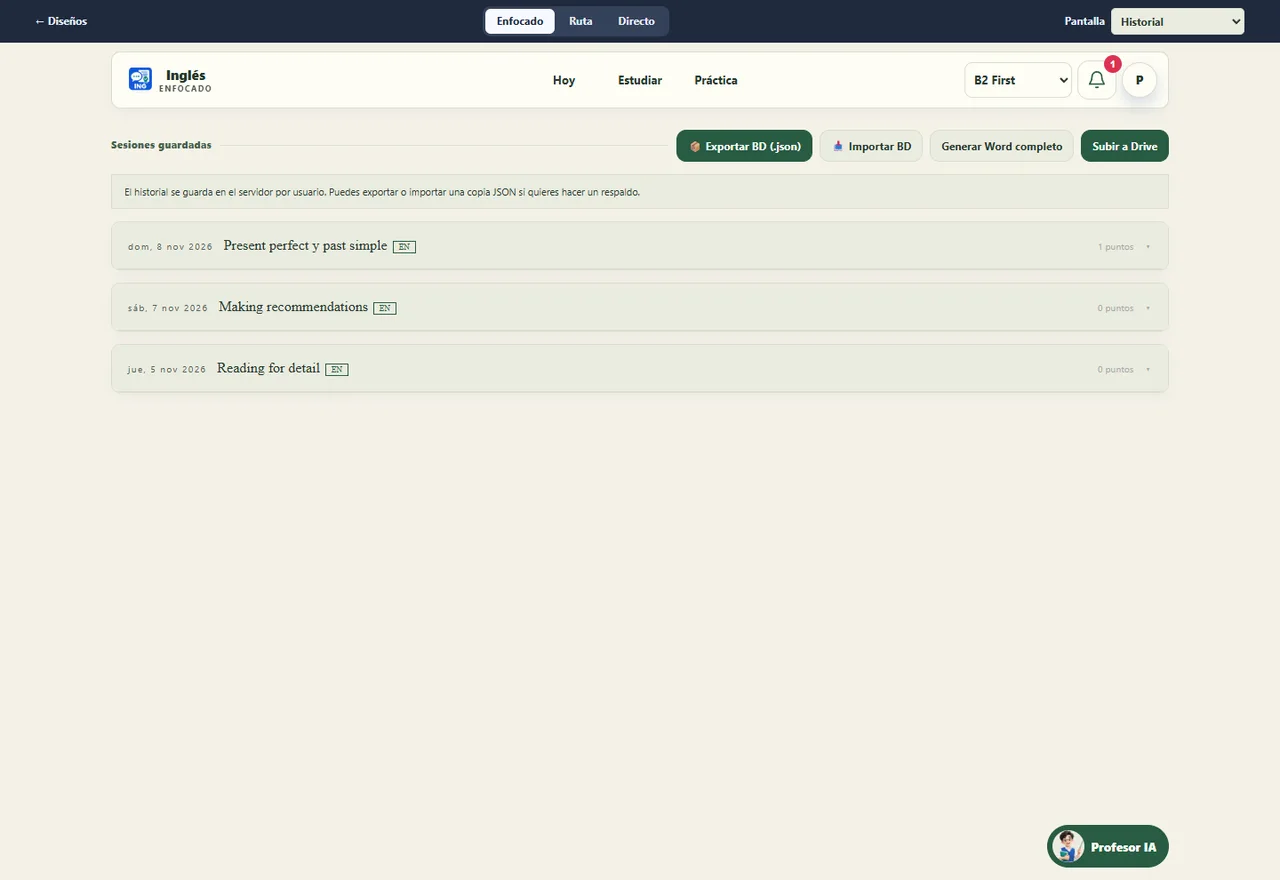 ← Diseños
Enfocado Ruta Directo
Pantalla Historial
ING
Inglés
ENFOCADO
Hoy Estudiar Práctica
B2 First
1
P
Sesiones guardadas
Exportar BD (.json) Importar BD Generar Word completo Subir a Drive
El historial se guarda en el servidor por usuario. Puedes exportar o importar una copia JSON si quieres hacer un respaldo.
dom, 8 nov 2026 Present perfect y past simple EN 1 puntos
sáb, 7 nov 2026 Making recommendations EN 0 puntos
jue, 5 nov 2026 Reading for detail EN 0 puntos
Profesor IA